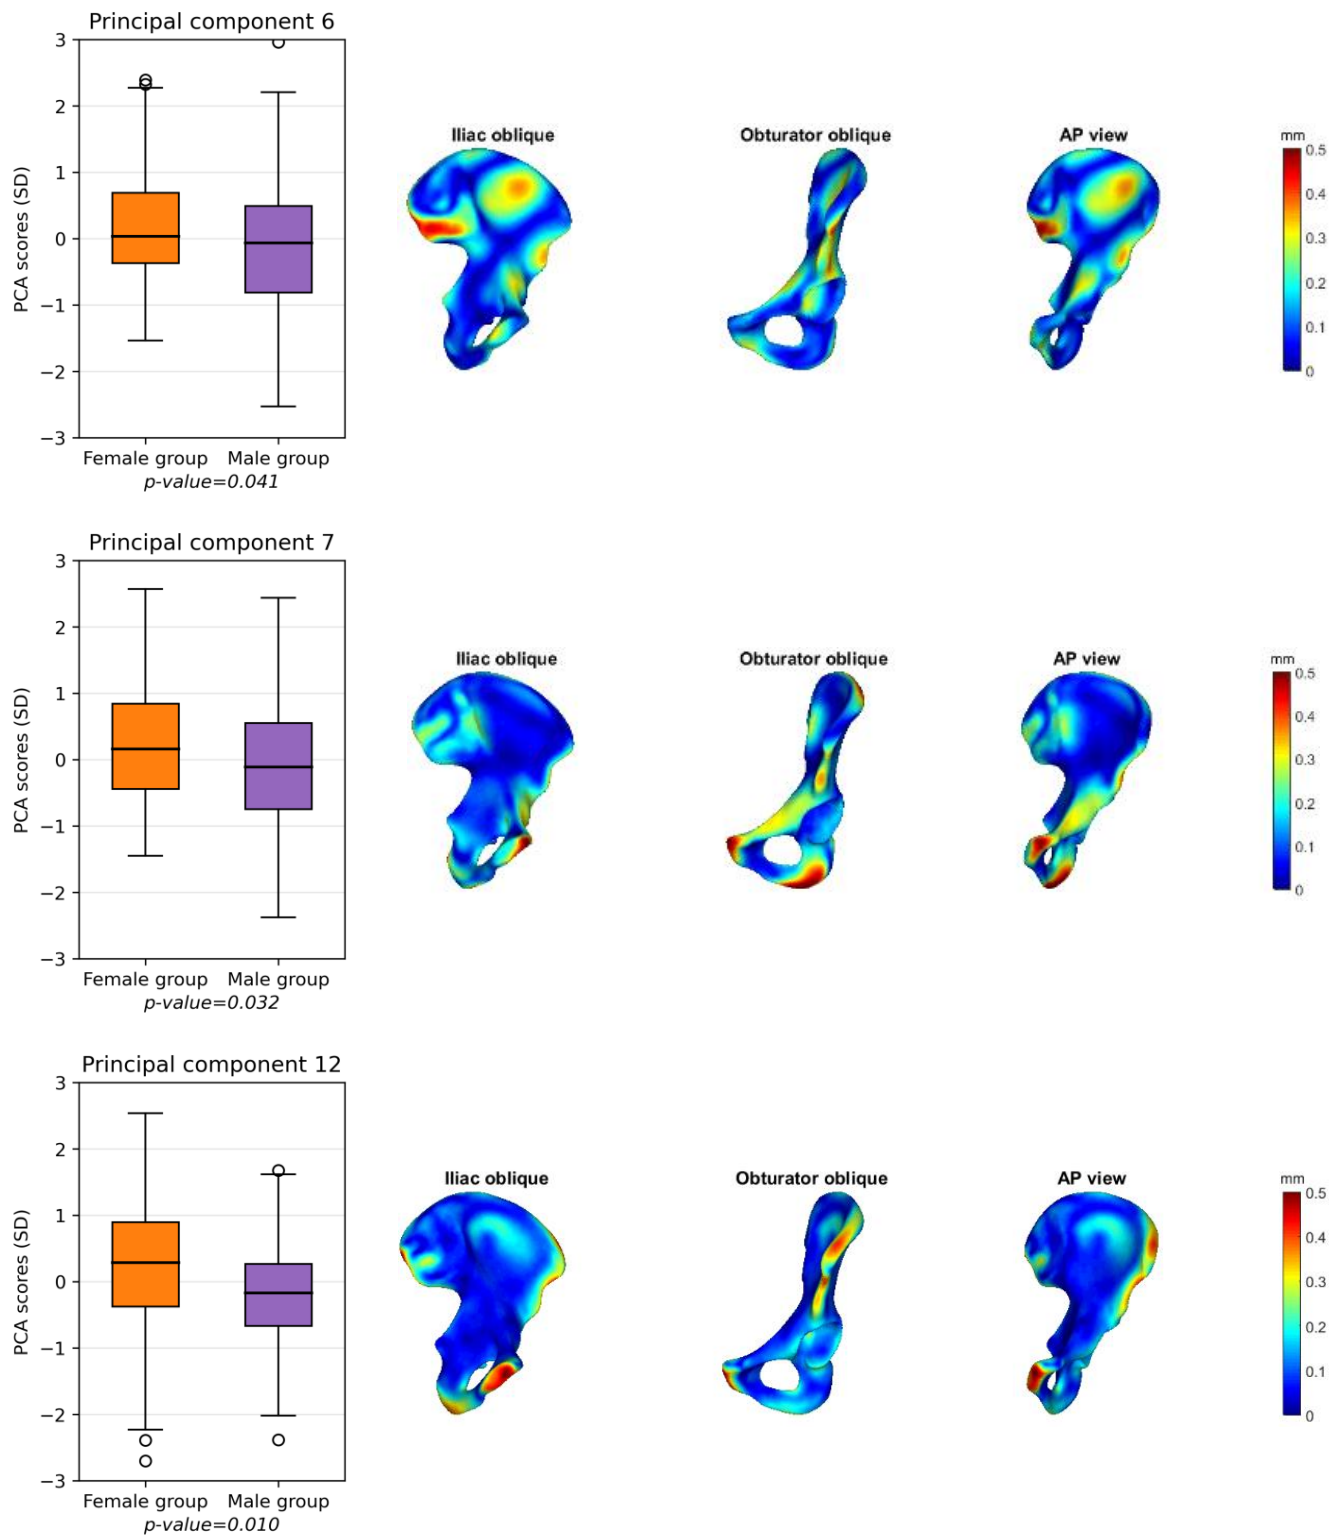 Principal component 6
3
2
1
0
−1
−2
−3
PCA scores (SD)
Female group Male group
p-value=0.041
Iliac oblique
Obturator oblique
AP view
mm
0.5
0.4
0.3
0.2
0.1
0
Principal component 7
3
2
1
0
−1
−2
−3
PCA scores (SD)
Female group Male group
p-value=0.032
Iliac oblique
Obturator oblique
AP view
mm
0.5
0.4
0.3
0.2
0.1
0
Principal component 12
3
2
1
0
−1
−2
−3
PCA scores (SD)
Female group Male group
p-value=0.010
Iliac oblique
Obturator oblique
AP view
mm
0.5
0.4
0.3
0.2
0.1
0